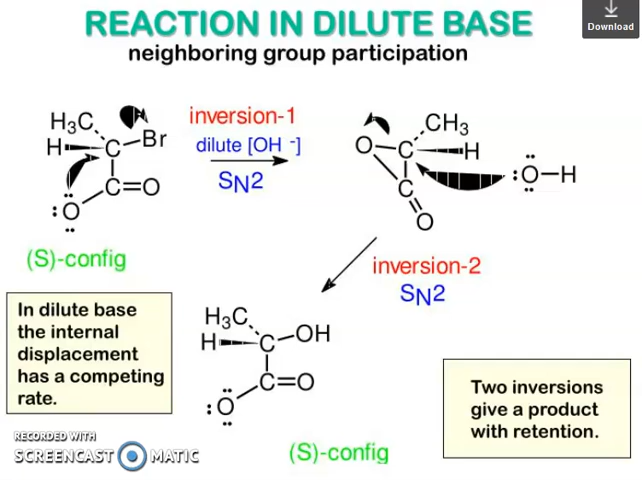 REACTION IN DILUTE BASE
Download
neighboring group participation
H₃C
H
C
Br
C=O
:O
inversion-1
dilute [OH ⁻]
SN2
CH₃
O
C
H
C
O
:O–H
(S)-config
inversion-2
SN2
In dilute base
the internal
displacement
has a competing
rate.
H₃C
H
C
OH
C=O
:O
Two inversions
give a product
with retention.
(S)-config
RECORDED WITH
SCREENCAST MATIC